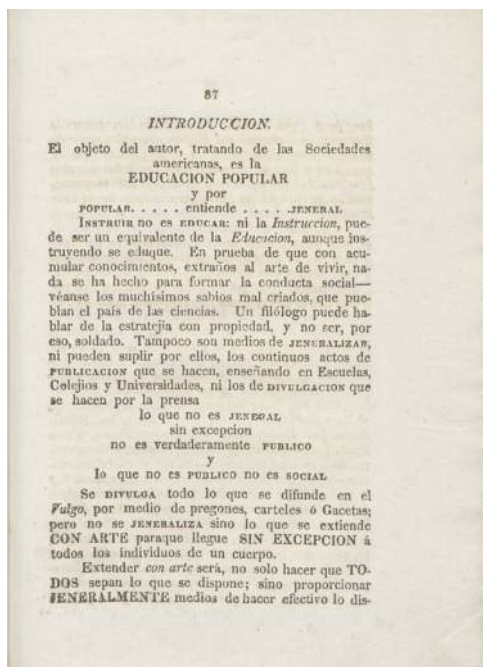 87
INTRODUCCION.
El objeto del autor, tratando de las Sociedades
americanas, es la
EDUCACION POPULAR
y por
POPULAR. . . . . entiende . . . . JENERAL
INSTRUIR no es EDUCAR: ni la Instruccion, pue-
de ser un equivalente de la Educacion, aunque ins-
truyendo se eduque. En prueba de que con acu-
mular conocimientos, extraños al arte de vivir, na-
da se ha hecho para formar la conducta social—
véanse los muchísimos sabios mal criados, que pue-
blan el país de las ciencias. Un filólogo puede ha-
blar de la estratejia con propiedad, y no ser, por
eso, soldado. Tampoco son medios de JENERALIZAR,
ni pueden suplir por ellos, los continuos actos de
PUBLICACION que se hacen, enseñando en Escuelas,
Colejios y Universidades, ni los de DIVULGACION que
se hacen por la prensa
lo que no es JENEGAL
sin excepcion
no es verdaderamente PUBLICO
y
lo que no es PUBLICO no es SOCIAL
Se DIVULGA todo lo que se difunde en el
Vulgo, por medio de pregones, carteles ó Gacetas;
pero no se JENERALIZA sino lo que se extiende
CON ARTE paraque llegue SIN EXCEPCION á
todos los individuos de un cuerpo.
Extender con arte será, no solo hacer que TO-
DOS sepan lo que se dispone; sino proporcionar
JENERALMENTE medios de hacer efectivo lo dis-